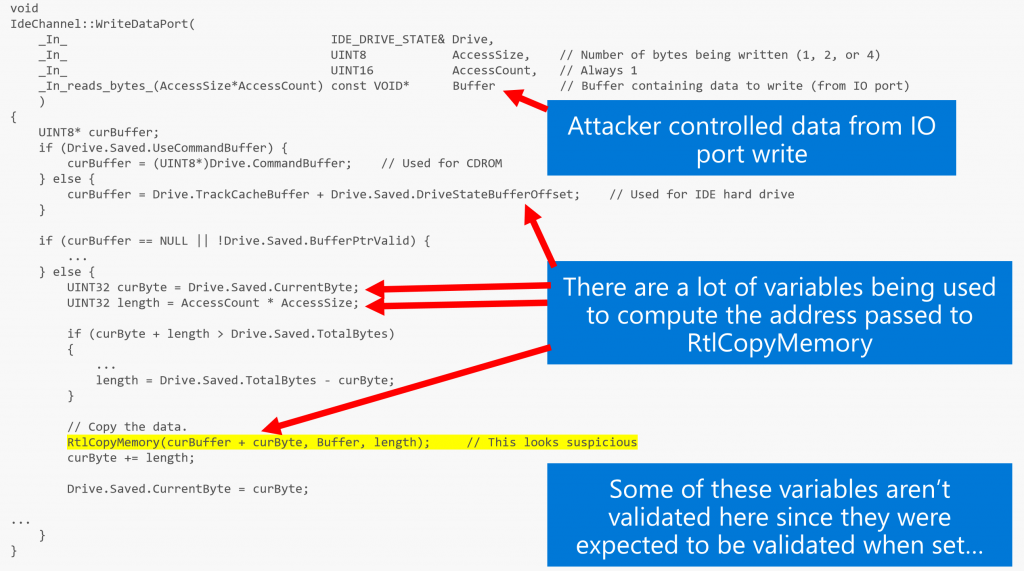 void
IdeChannel::WriteDataPort(
    _In_                                    IDE_DRIVE_STATE& Drive,
    _In_                                    UINT8            AccessSize,    // Number of bytes being written (1, 2, or 4)
    _In_                                    UINT16           AccessCount,   // Always 1
    _In_reads_bytes_(AccessSize*AccessCount) const VOID*      Buffer         // Buffer containing data to write (from IO port)
    )
{
    UINT8* curBuffer;
    if (Drive.Saved.UseCommandBuffer) {
        curBuffer = (UINT8*)Drive.CommandBuffer;    // Used for CDROM
    } else {
        curBuffer = Drive.TrackCacheBuffer + Drive.Saved.DriveStateBufferOffset;    // Used for IDE hard drive
    }
    if (curBuffer == NULL || !Drive.Saved.BufferPtrValid) {
        ...
    } else {
        UINT32 curByte = Drive.Saved.CurrentByte;
        UINT32 length = AccessCount * AccessSize;
        if (curByte + length > Drive.Saved.TotalBytes)
        {
            ...
            length = Drive.Saved.TotalBytes - curByte;
        }
        // Copy the data.
        RtlCopyMemory(curBuffer + curByte, Buffer, length);     // This looks suspicious
        curByte += length;
        Drive.Saved.CurrentByte = curByte;
...
    }
}
Attacker controlled data from IO
port write
There are a lot of variables being used
to compute the address passed to
RtlCopyMemory
Some of these variables aren't
validated here since they were
expected to be validated when set…